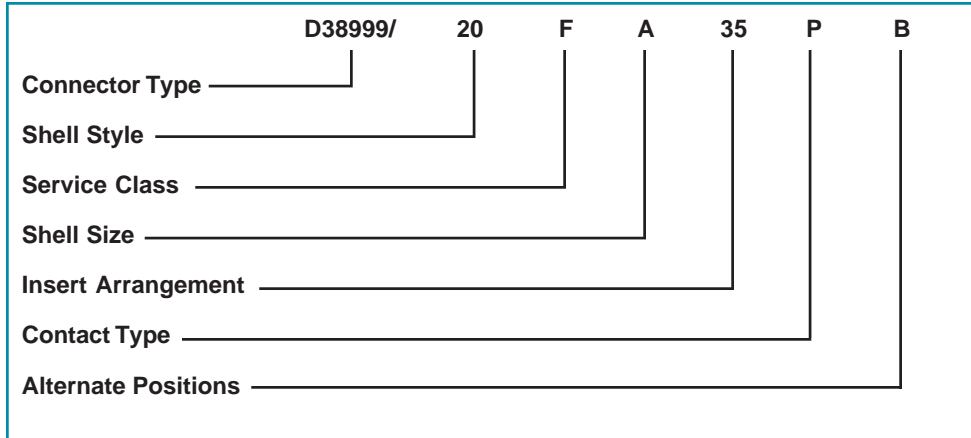 D38999/ 20 F A 35 P B
Connector Type
Shell Style
Service Class
Shell Size
Insert Arrangement
Contact Type
Alternate Positions